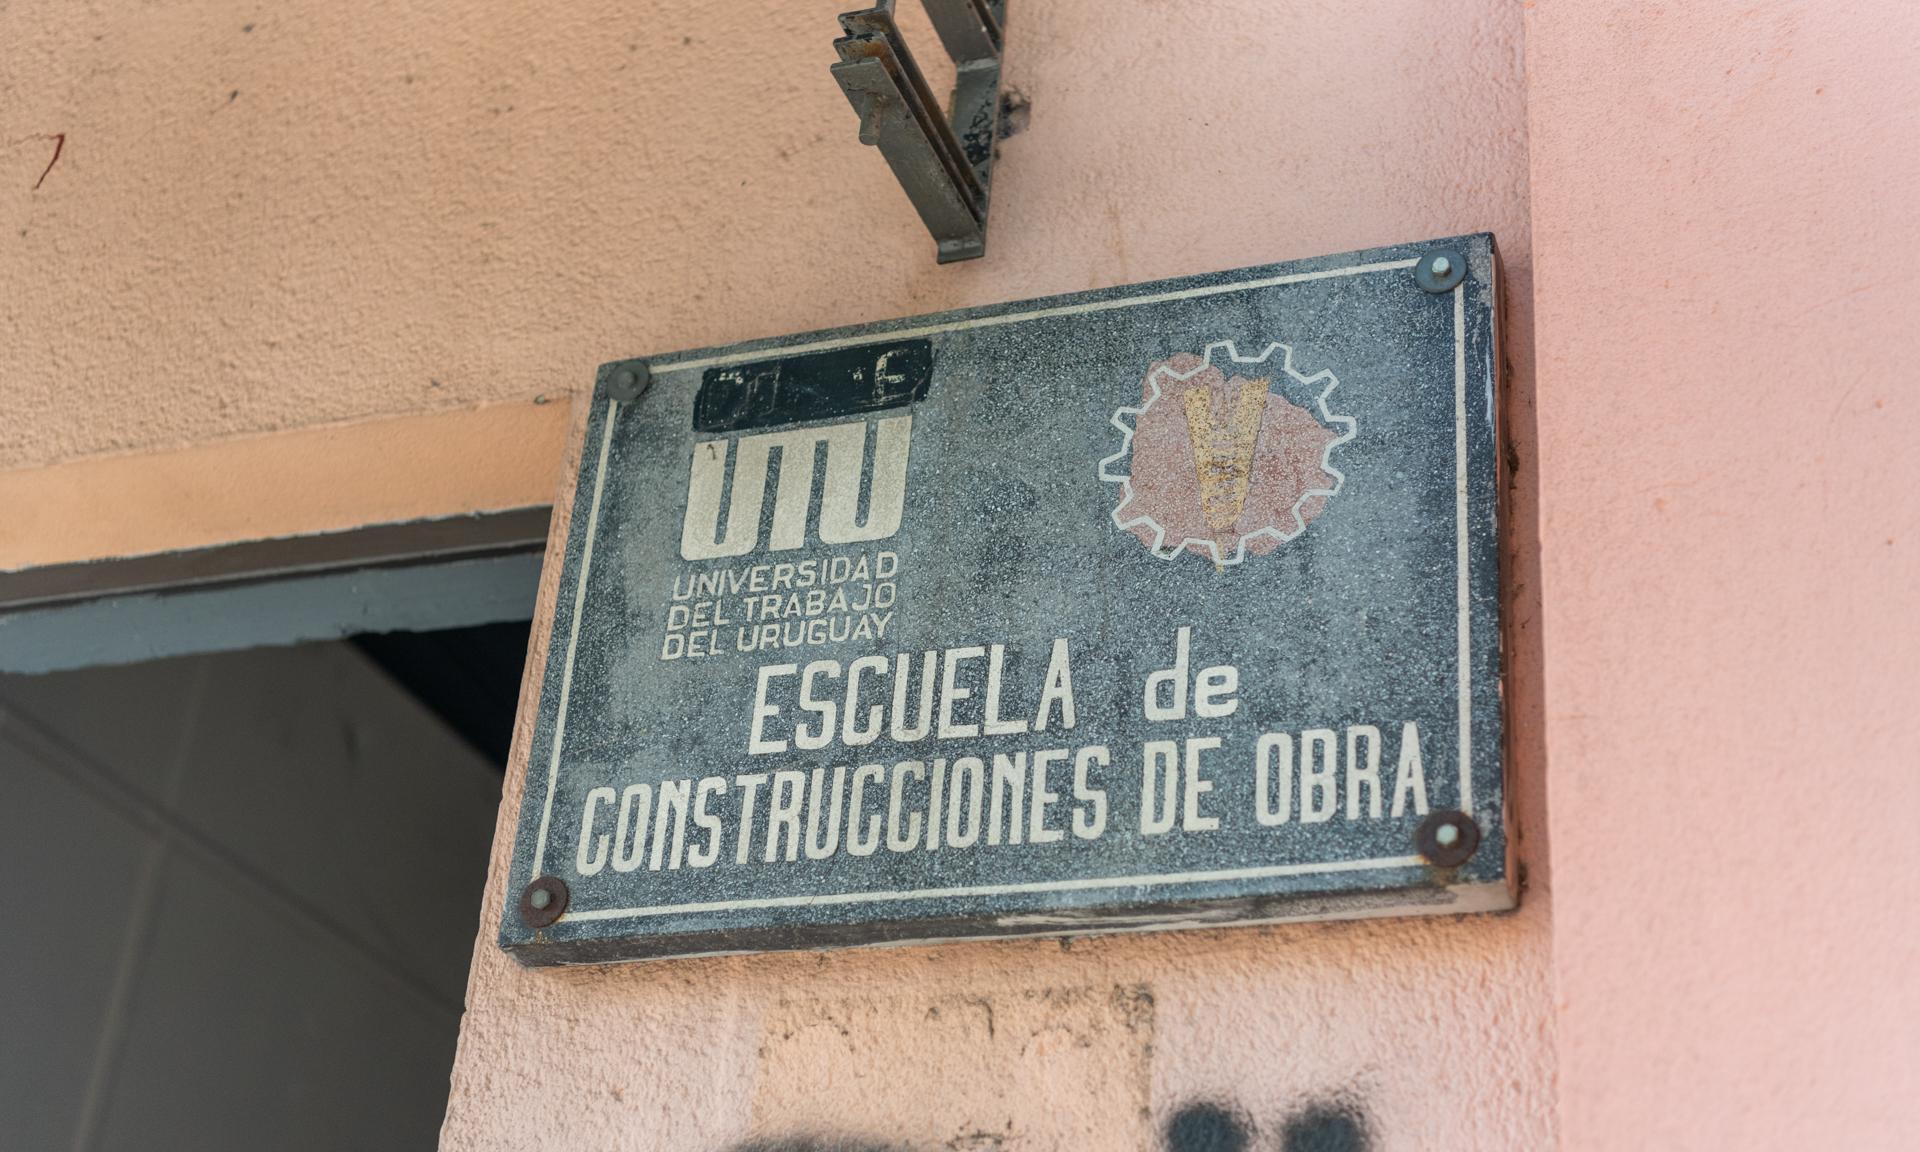 UTU
UNIVERSIDAD
DEL TRABAJO
DEL URUGUAY
ESCUELA de
CONSTRUCCIONES DE OBRA